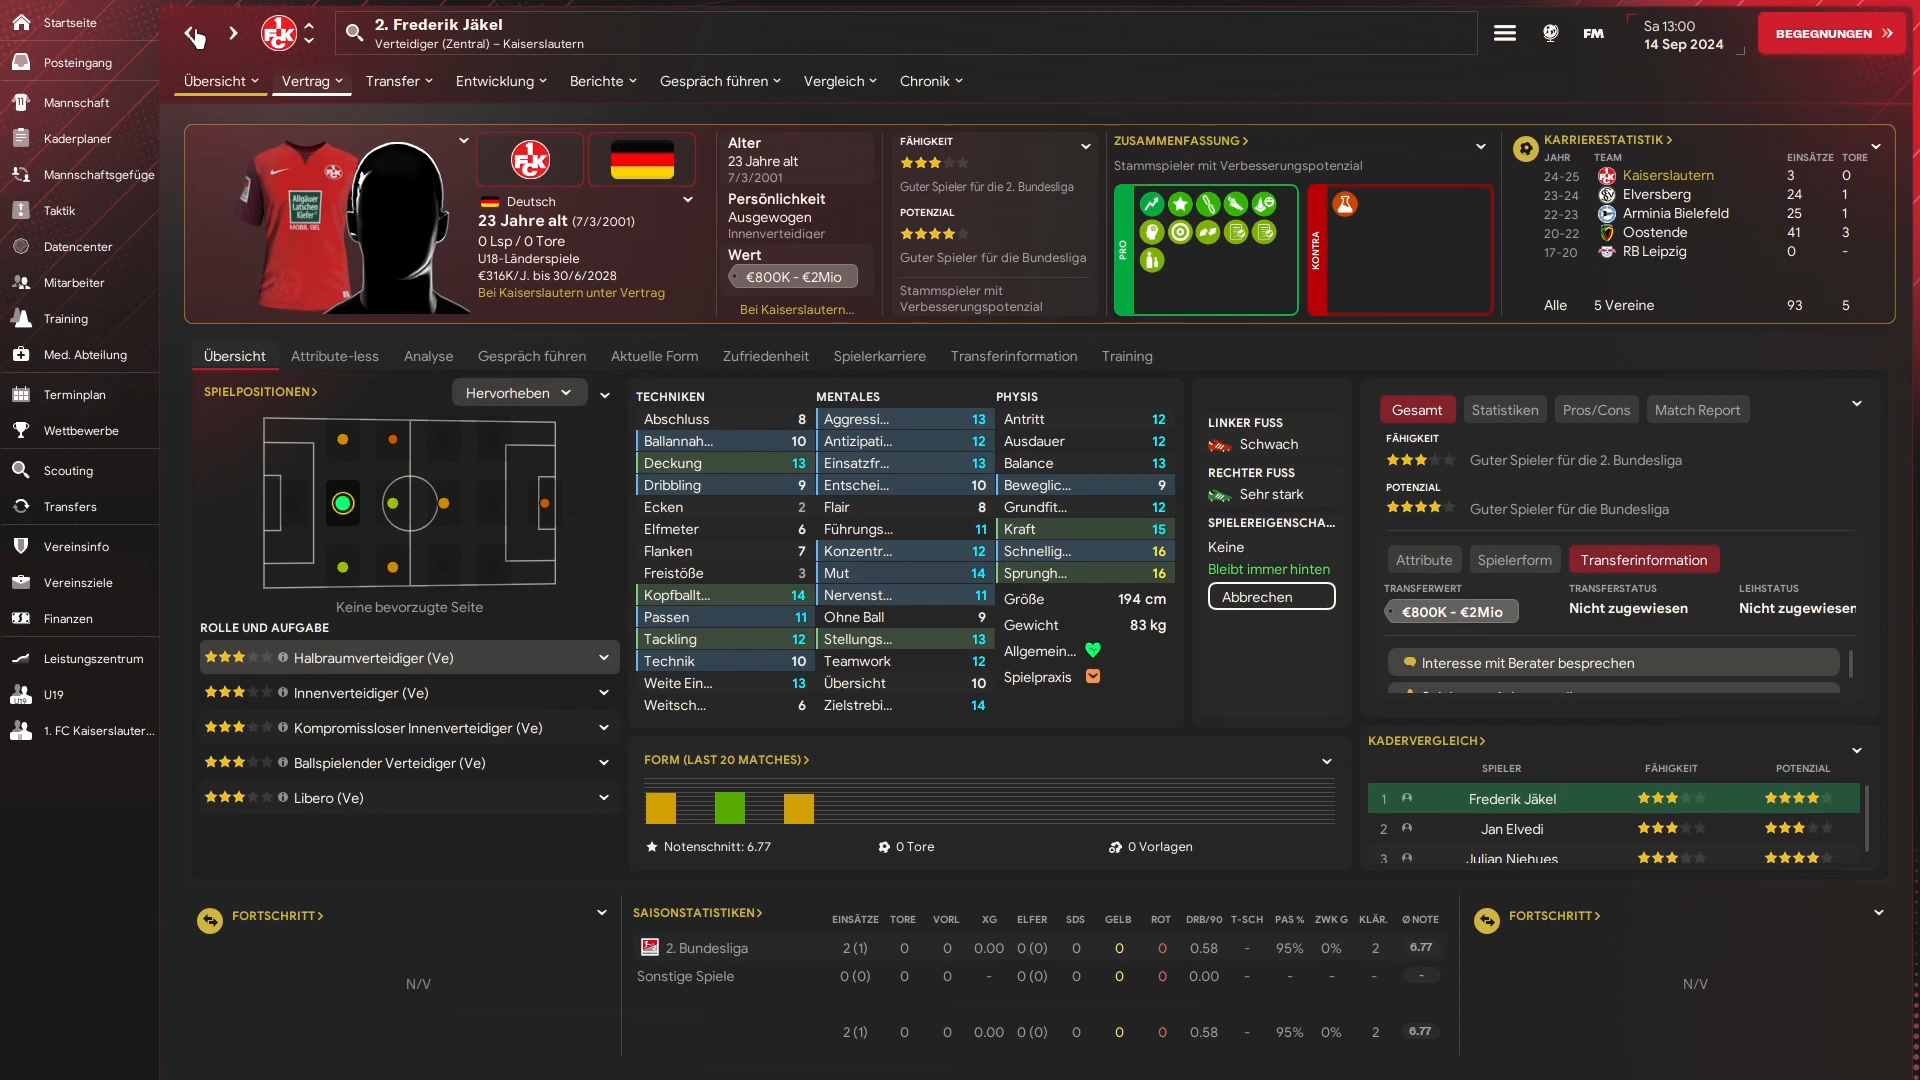 Startseite
Posteingang
Mannschaft
Kaderplaner
Mannschaftsgefüge
Taktik
Datencenter
Mitarbeiter
Training
Med. Abteilung
Terminplan
Wettbewerbe
Scouting
Transfers
Vereinsinfo
Vereinsziele
Finanzen
Leistungszentrum
U19
1. FC Kaiserslauter...
2. Frederik Jäkel
Verteidiger (Zentral) – Kaiserslautern
FM
Sa 13:00
14 Sep 2024
BEGEGNUNGEN
Übersicht Vertrag Transfer Entwicklung Berichte Gespräch führen Vergleich Chronik
Allgäuer
Latschen
Kiefer
MOBIL GEL
Deutsch
23 Jahre alt (7/3/2001)
0 Lsp / 0 Tore
U18-Länderspiele
€316K/J. bis 30/6/2028
Bei Kaiserslautern unter Vertrag
Alter
23 Jahre alt
7/3/2001
Persönlichkeit
Ausgewogen
Innenverteidiger
Wert
€800K - €2Mio
Bei Kaiserslautern...
FÄHIGKEIT
Guter Spieler für die 2. Bundesliga
POTENZIAL
Guter Spieler für die Bundesliga
Stammspieler mit
Verbesserungspotenzial
ZUSAMMENFASSUNG
Stammspieler mit Verbesserungspotenzial
PRO
KONTRA
KARRIERESTATISTIK
JAHR TEAM EINSÄTZE TORE
24-25 Kaiserslautern 3 0
23-24 Elversberg 24 1
22-23 Arminia Bielefeld 25 1
20-22 Oostende 41 3
17-20 RB Leipzig 0 -
Alle 5 Vereine 93 5
Übersicht Attribute-less Analyse Gespräch führen Aktuelle Form Zufriedenheit Spielerkarriere Transferinformation Training
SPIELPOSITIONEN
Hervorheben
Keine bevorzugte Seite
ROLLE UND AUFGABE
Halbraumverteidiger (Ve)
Innenverteidiger (Ve)
Kompromissloser Innenverteidiger (Ve)
Ballspielender Verteidiger (Ve)
Libero (Ve)
TECHNIKEN
Abschluss 8
Ballannah... 10
Deckung 13
Dribbling 9
Ecken 2
Elfmeter 6
Flanken 7
Freistöße 3
Kopfballt... 14
Passen 11
Tackling 12
Technik 10
Weite Ein... 13
Weitsch... 6
MENTALES
Aggressi... 13
Antizipati... 12
Einsatzfr... 13
Entschei... 10
Flair 8
Führungs... 11
Konzentr... 12
Mut 14
Nervenst... 11
Ohne Ball 9
Stellungs... 13
Teamwork 12
Übersicht 10
Zielstrebi... 14
PHYSIS
Antritt 12
Ausdauer 12
Balance 13
Beweglic... 9
Grundfit... 12
Kraft 15
Schnellig... 16
Sprungh... 16
Größe 194 cm
Gewicht 83 kg
Allgemein...
Spielpraxis
LINKER FUSS
Schwach
RECHTER FUSS
Sehr stark
SPIELEREIGENSCHA...
Keine
Bleibt immer hinten
Abbrechen
Gesamt Statistiken Pros/Cons Match Report
FÄHIGKEIT
Guter Spieler für die 2. Bundesliga
POTENZIAL
Guter Spieler für die Bundesliga
Attribute Spielerform Transferinformation
TRANSFERWERT TRANSFERSTATUS LEIHSTATUS
€800K - €2Mio Nicht zugewiesen Nicht zugewiesen
Interesse mit Berater besprechen
FORM (LAST 20 MATCHES)
Notenschnitt: 6.77 0 Tore 0 Vorlagen
KADERVERGLEICH
SPIELER FÄHIGKEIT POTENZIAL
1 Frederik Jäkel
2 Jan Elvedi
3 Julian Niehues
FORTSCHRITT
N/V
SAISONSTATISTIKEN
EINSÄTZE TORE VORL XG ELFER SDS GELB ROT DRB/90 T-SCH PAS % ZWK G KLÄR. Ø NOTE
2. Bundesliga 2 (1) 0 0 0.00 0 (0) 0 0 0 0.58 - 95% 0% 2 6.77
Sonstige Spiele 0 (0) 0 0 - 0 (0) 0 0 0 0.00 - - - - -
2 (1) 0 0 0.00 0 (0) 0 0 0 0.58 - 95% 0% 2 6.77
FORTSCHRITT
N/V